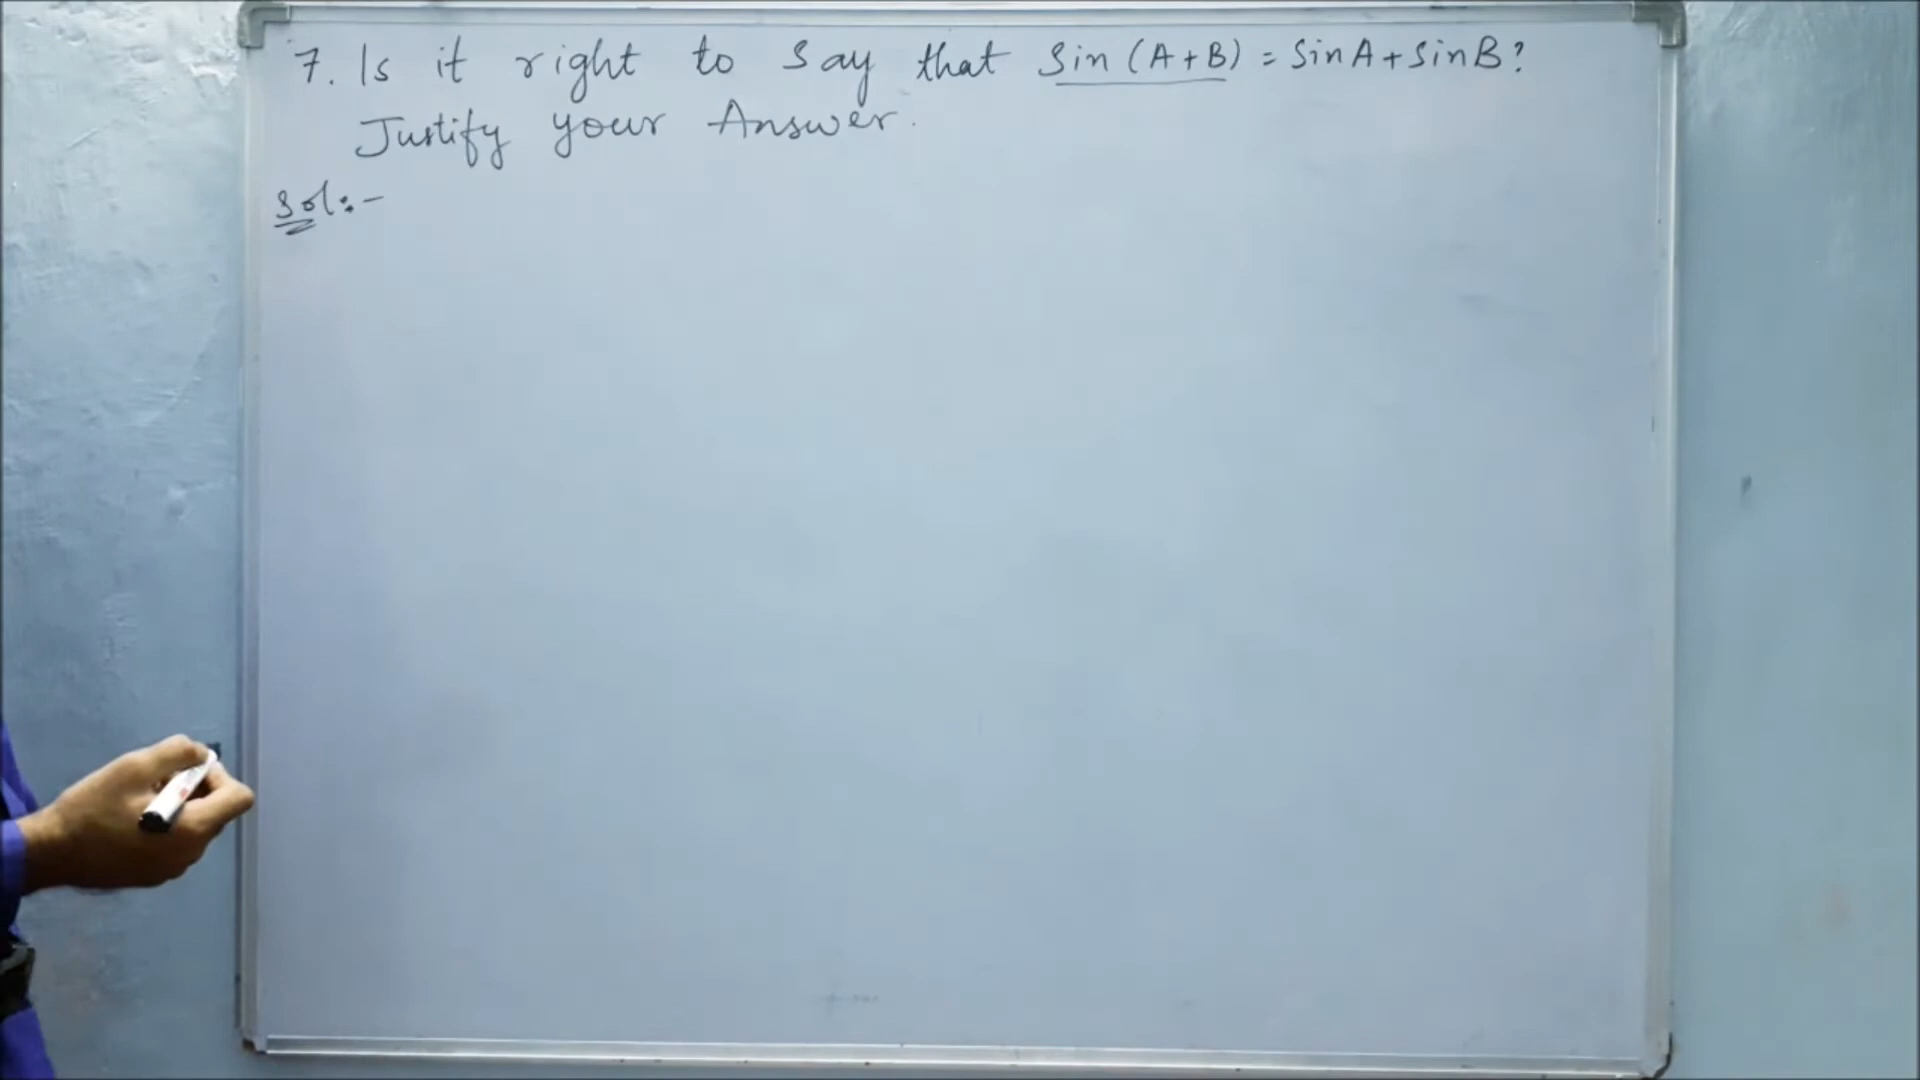 7. Is it right to say that Sin (A+B) = SinA + SinB?
Justify your Answer.
Sol:-